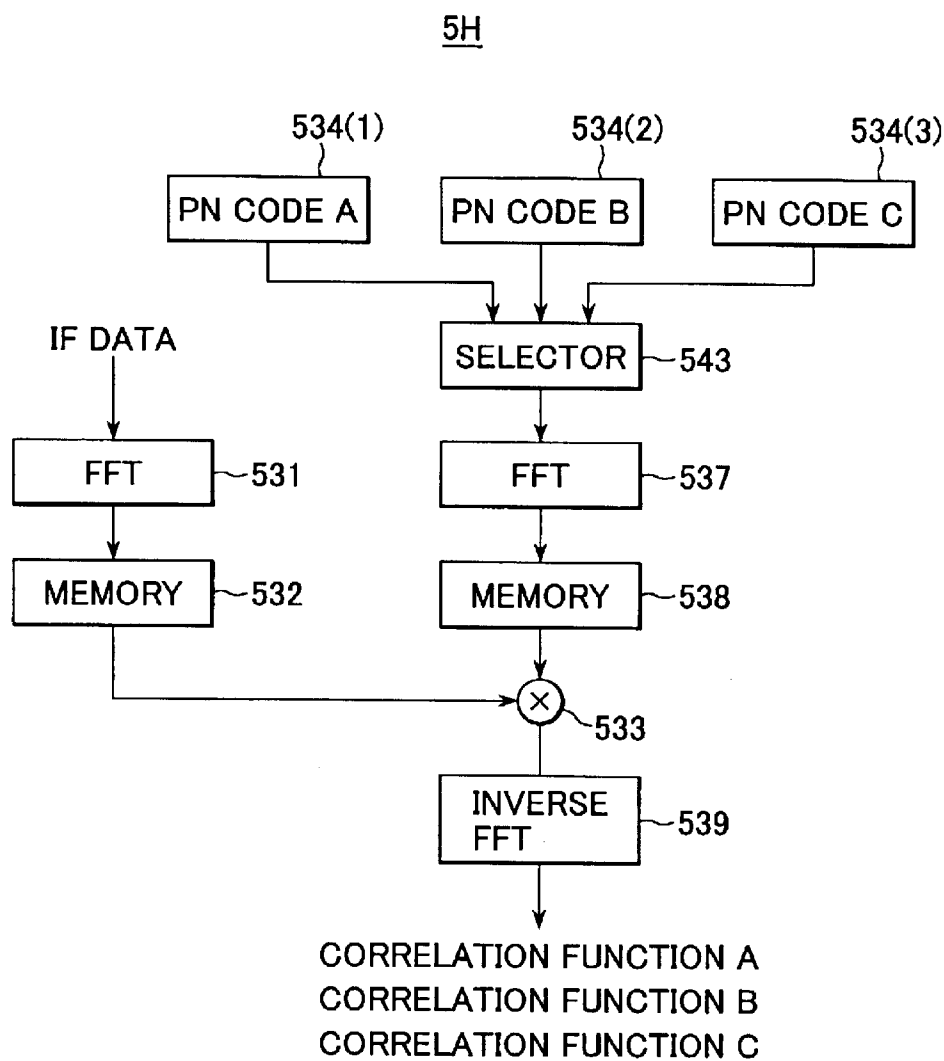 5H
534(1) 534(2) 534(3)
PN CODE A PN CODE B PN CODE C
IF DATA
SELECTOR 543
FFT 531 FFT 537
MEMORY 532 MEMORY 538
× 533
INVERSE
FFT 539
CORRELATION FUNCTION A
CORRELATION FUNCTION B
CORRELATION FUNCTION C